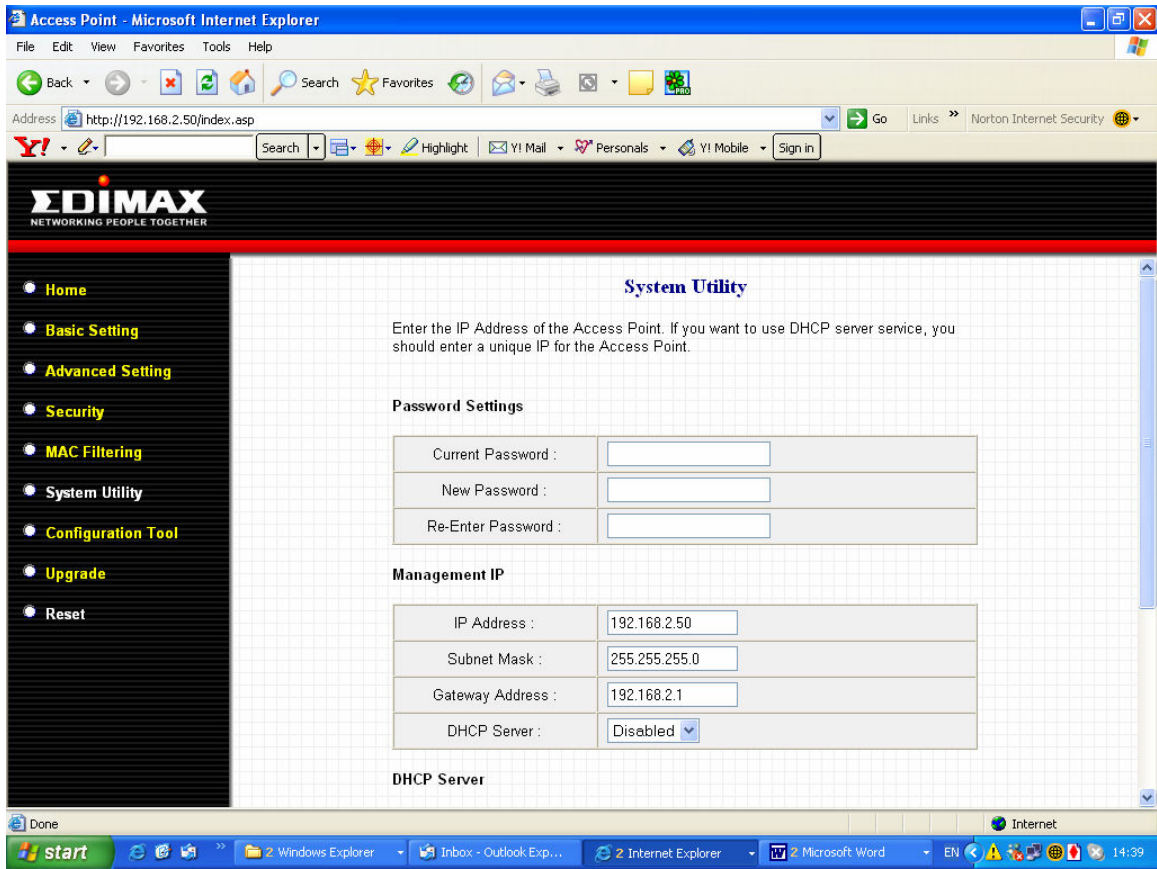 Access Point - Microsoft Internet Explorer
File Edit View Favorites Tools Help
Back Search Favorites PRO
Address http://192.168.2.50/index.asp Go Links » Norton Internet Security
Y! Search Highlight Y! Mail Personals Y! Mobile Sign in
EDIMAX
NETWORKING PEOPLE TOGETHER
Home
Basic Setting
Advanced Setting
Security
MAC Filtering
System Utility
Configuration Tool
Upgrade
Reset
System Utility
Enter the IP Address of the Access Point. If you want to use DHCP server service, you
should enter a unique IP for the Access Point.
Password Settings
Current Password :
New Password :
Re-Enter Password :
Management IP
IP Address : 192.168.2.50
Subnet Mask : 255.255.255.0
Gateway Address : 192.168.2.1
DHCP Server : Disabled
DHCP Server
Done Internet
start » 2 Windows Explorer Inbox - Outlook Exp... 2 Internet Explorer W 2 Microsoft Word EN 14:39